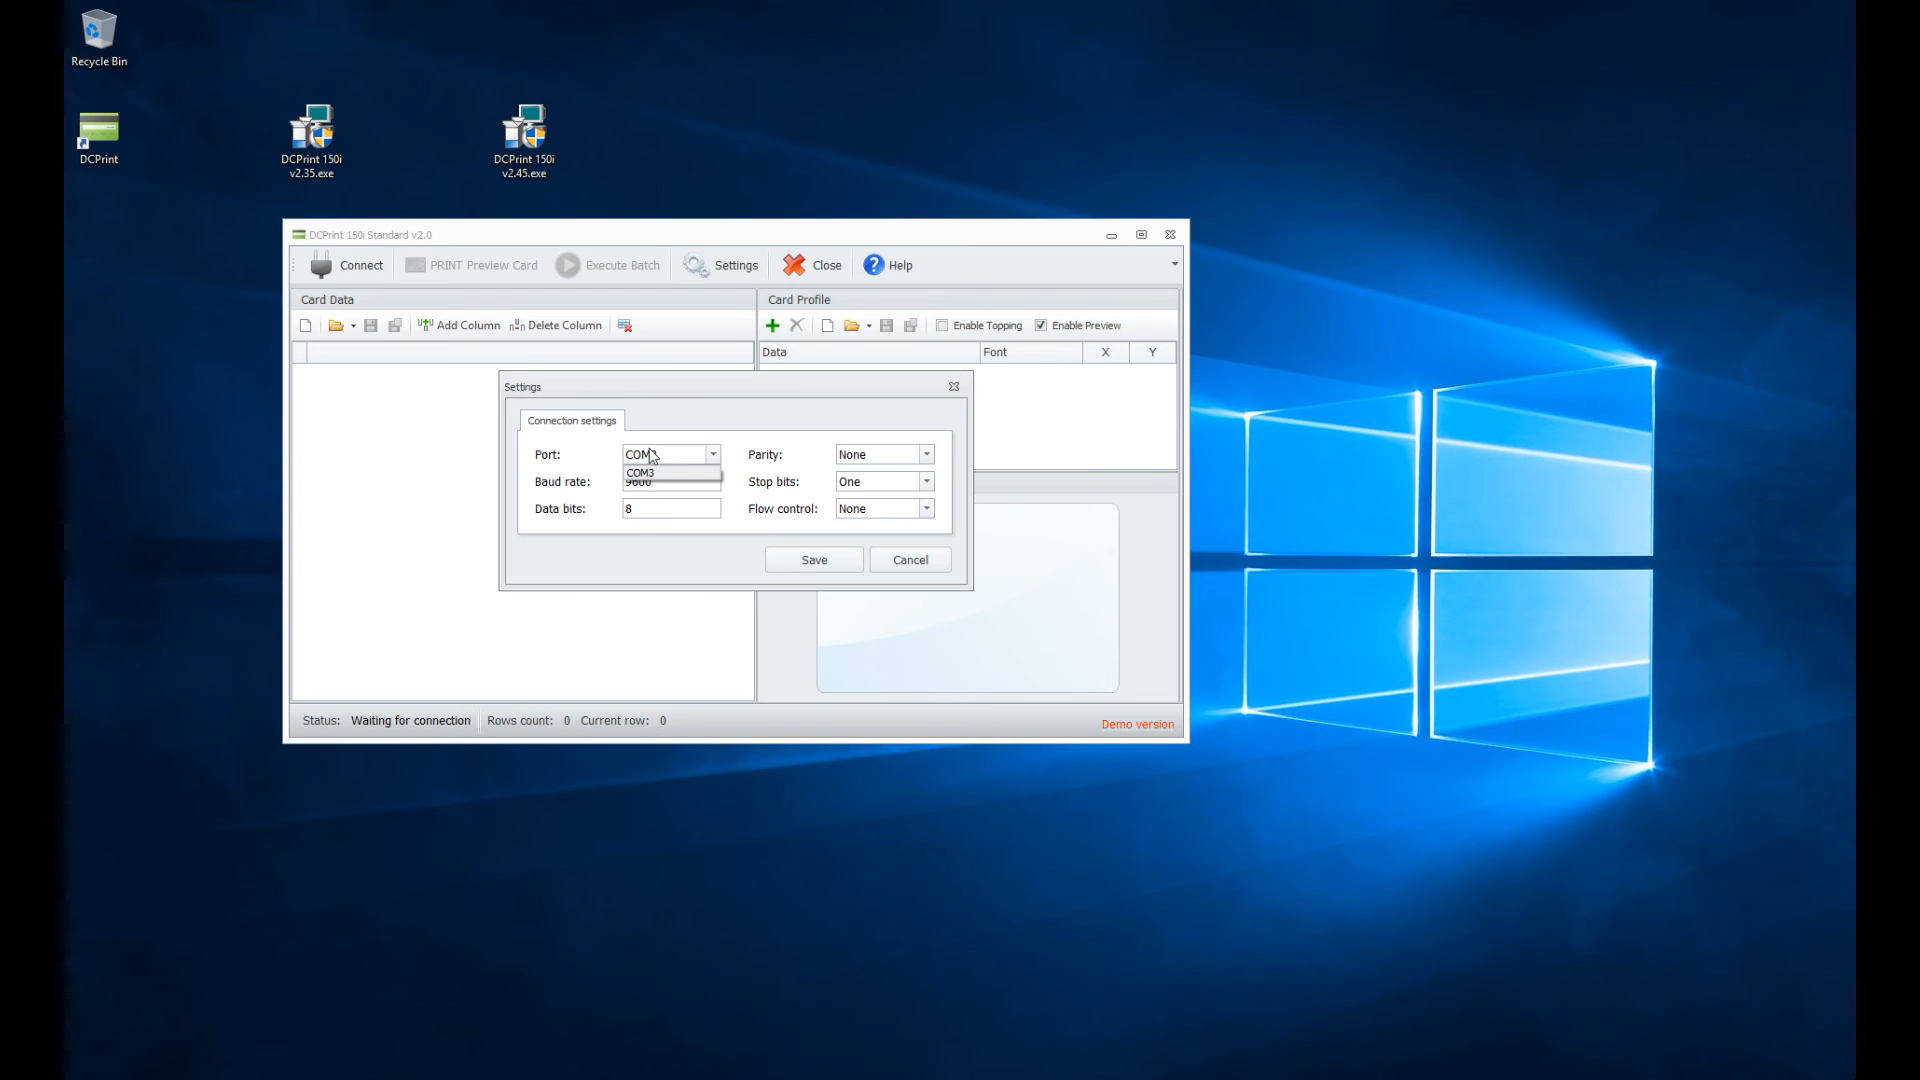 Recycle Bin
DCPrint
DCPrint 150i
v2.35.exe
DCPrint 150i
v2.45.exe
DCPrint 150i Standard v2.0
Connect
PRINT Preview Card
Execute Batch
Settings
Close
Help
Card Data
Card Profile
Add Column
Delete Column
Enable Topping
Enable Preview
Data
Font
X
Y
Settings
Connection settings
Port:
COM3
Parity:
None
COM3
Baud rate:
9600
Stop bits:
One
Data bits:
8
Flow control:
None
Save
Cancel
Status: Waiting for connection
Rows count: 0
Current row: 0
Demo version